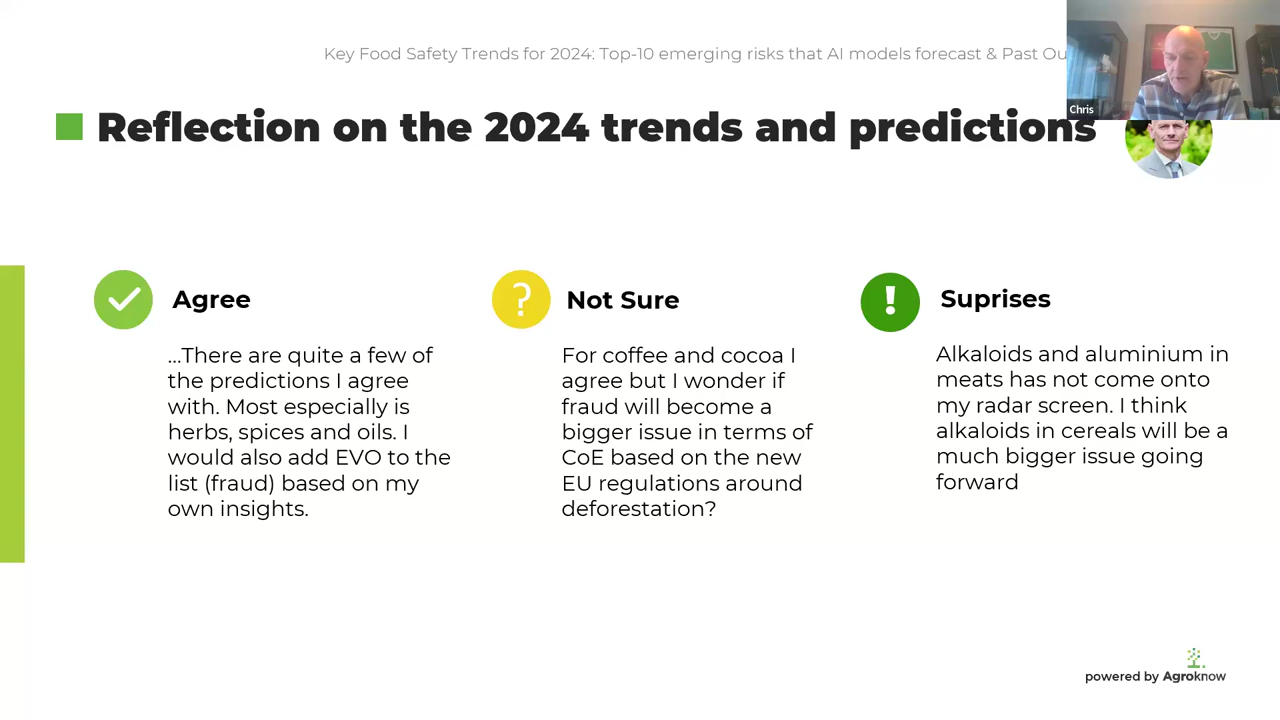 Key Food Safety Trends for 2024: Top-10 emerging risks that AI models forecast & Past
Chris
Reflection on the 2024 trends and predictions
Agree
...There are quite a few of
the predictions I agree
with. Most especially is
herbs, spices and oils. I
would also add EVO to the
list (fraud) based on my
own insights.
?
Not Sure
For coffee and cocoa I
agree but I wonder if
fraud will become a
bigger issue in terms of
CoE based on the new
EU regulations around
deforestation?
!
Suprises
Alkaloids and aluminium in
meats has not come onto
my radar screen. I think
alkaloids in cereals will be a
much bigger issue going
forward
powered by Agroknow